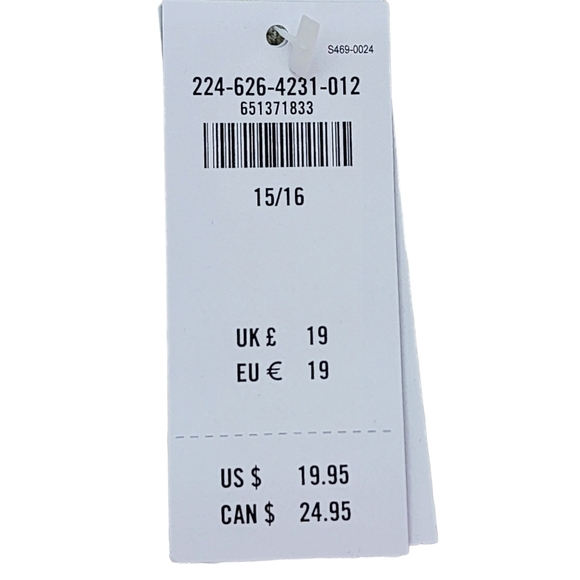 S469-0024
224-626-4231-012
651371833
15/16
UK £ 19
EU € 19
US $ 19.95
CAN $ 24.95